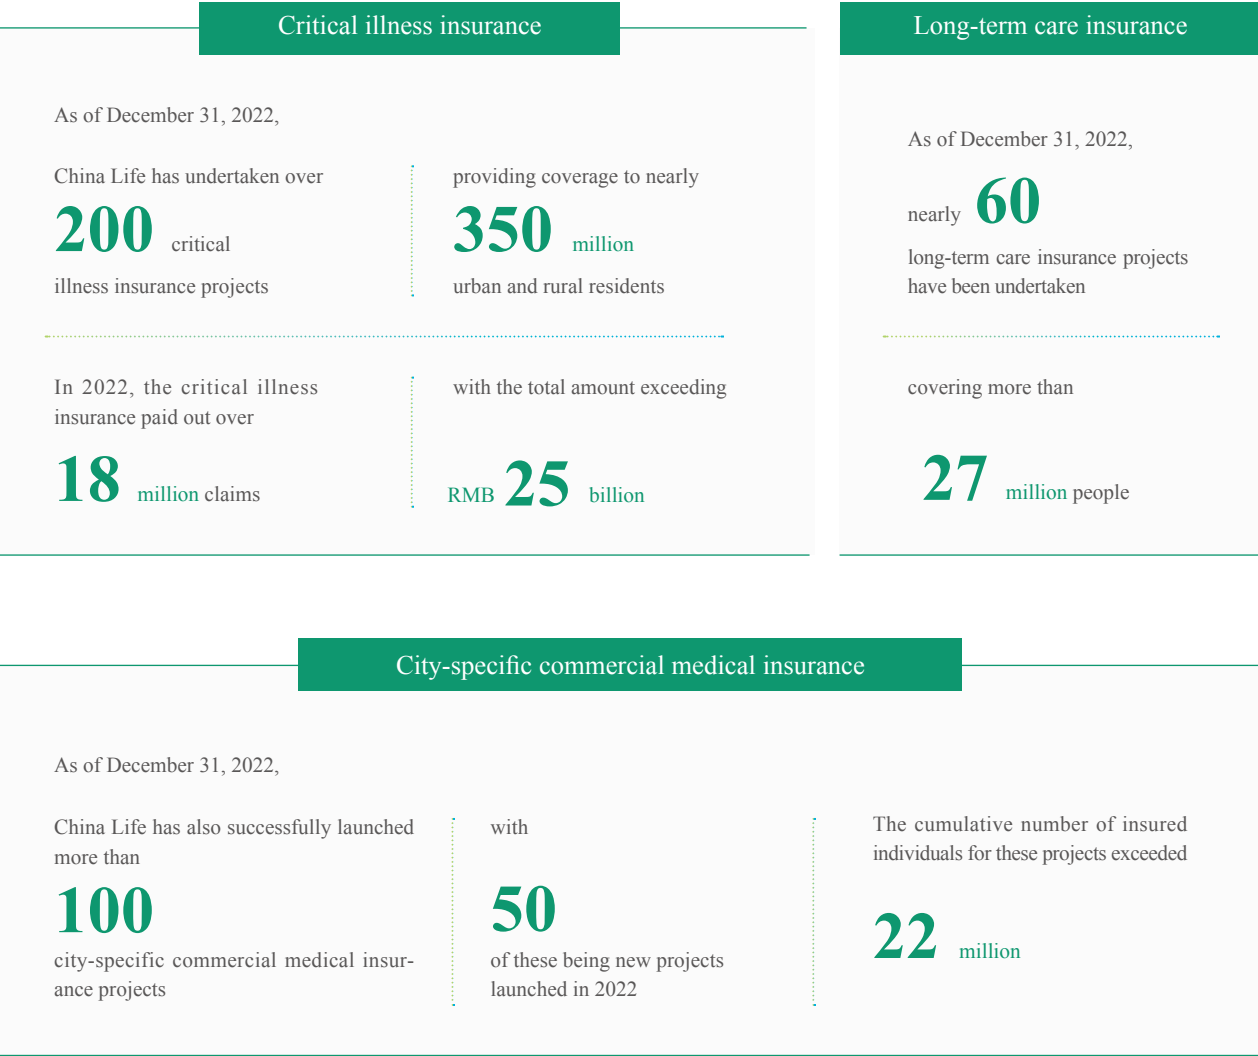 Critical illness insurance
As of December 31, 2022,
China Life has undertaken over
200 critical
illness insurance projects
providing coverage to nearly
350 million
urban and rural residents
In 2022, the critical illness
insurance paid out over
18 million claims
with the total amount exceeding
RMB 25 billion
Long-term care insurance
As of December 31, 2022,
nearly 60
long-term care insurance projects
have been undertaken
covering more than
27 million people
City-specific commercial medical insurance
As of December 31, 2022,
China Life has also successfully launched
more than
100
city-specific commercial medical insur-
ance projects
with
50
of these being new projects
launched in 2022
The cumulative number of insured
individuals for these projects exceeded
22 million